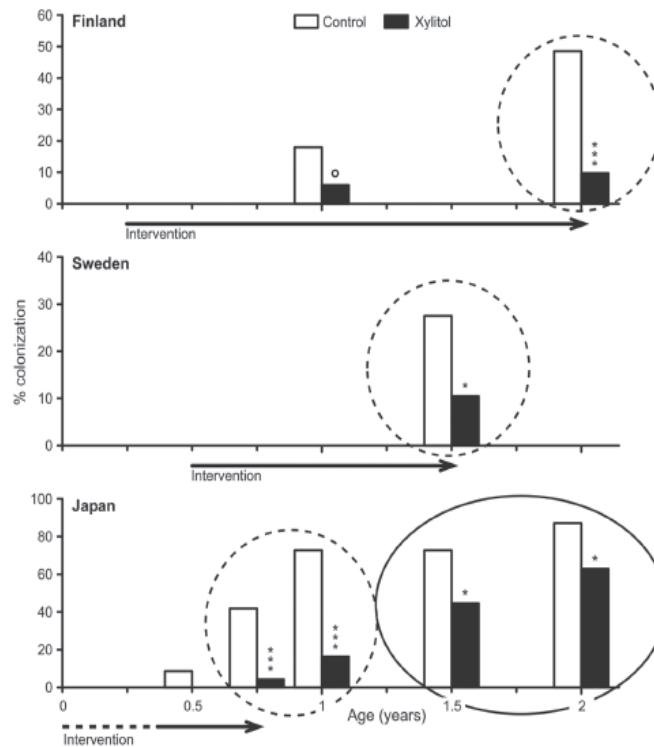 Finland
Control
Xylitol
60
50
40
30
20
10
0
°
***
Intervention
Sweden
40
30
20
10
0
% colonization
*
Intervention
Japan
100
80
60
40
20
0
***
***
*
*
0 0.5 1 1.5 2
Age (years)
Intervention